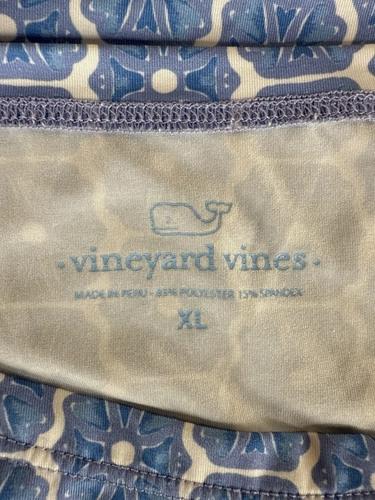 · vineyard vines ·
MADE IN PERU · 85% POLYESTER 15% SPANDEX
XL